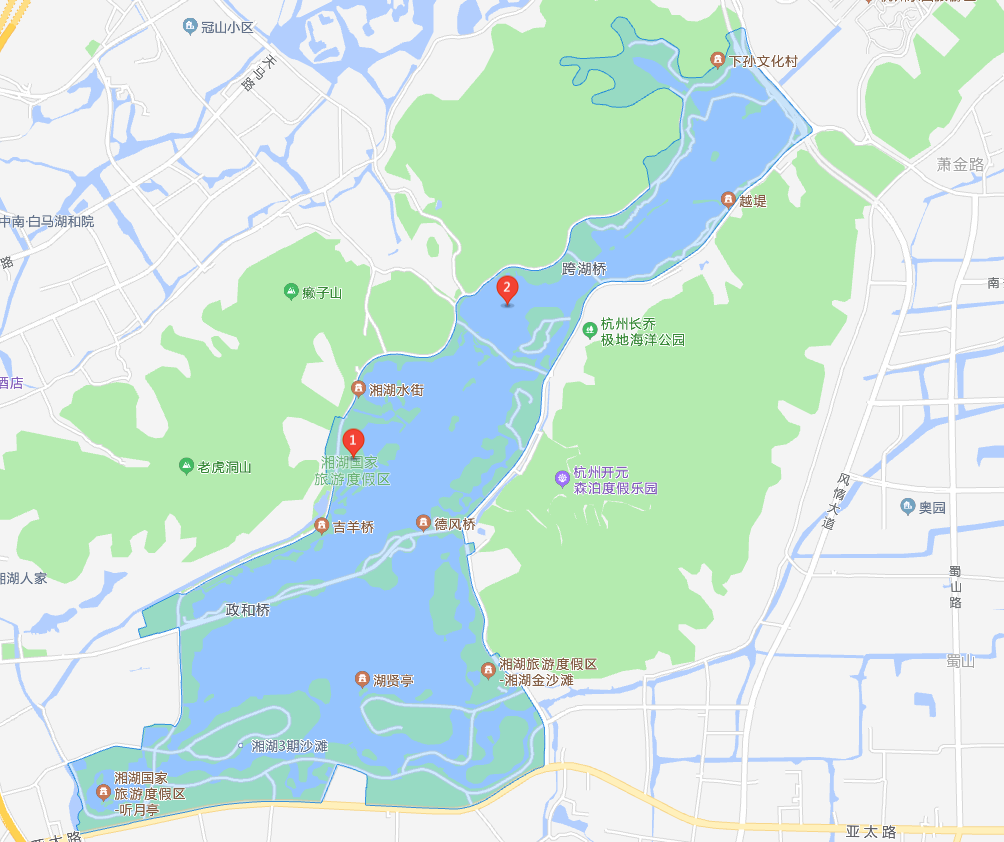 冠山小区
天马路
下孙文化村
萧金路
中南·白马湖和院
越堤
路
跨湖桥
南
癞子山
2
杭州长乔
极地海洋公园
酒店
湘湖水街
1
老虎洞山
湘湖国家
旅游度假区
杭州开元
森泊度假乐园
风情大道
奥园
吉羊桥
德风桥
湘湖人家
蜀山路
政和桥
蜀山
湘湖旅游度假区
-湘湖金沙滩
湖贤亭
湘湖3期沙滩
湘湖国家
旅游度假区
-听月亭
亚太路
亚太路